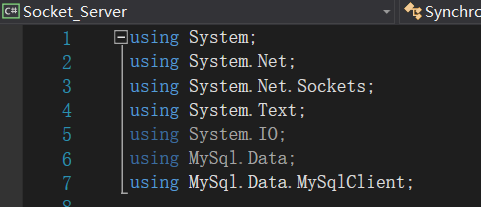 C# Socket_Server
Synchro
1 using System;
2 using System.Net;
3 using System.Net.Sockets;
4 using System.Text;
5 using System.IO;
6 using MySql.Data;
7 using MySql.Data.MySqlClient;
8